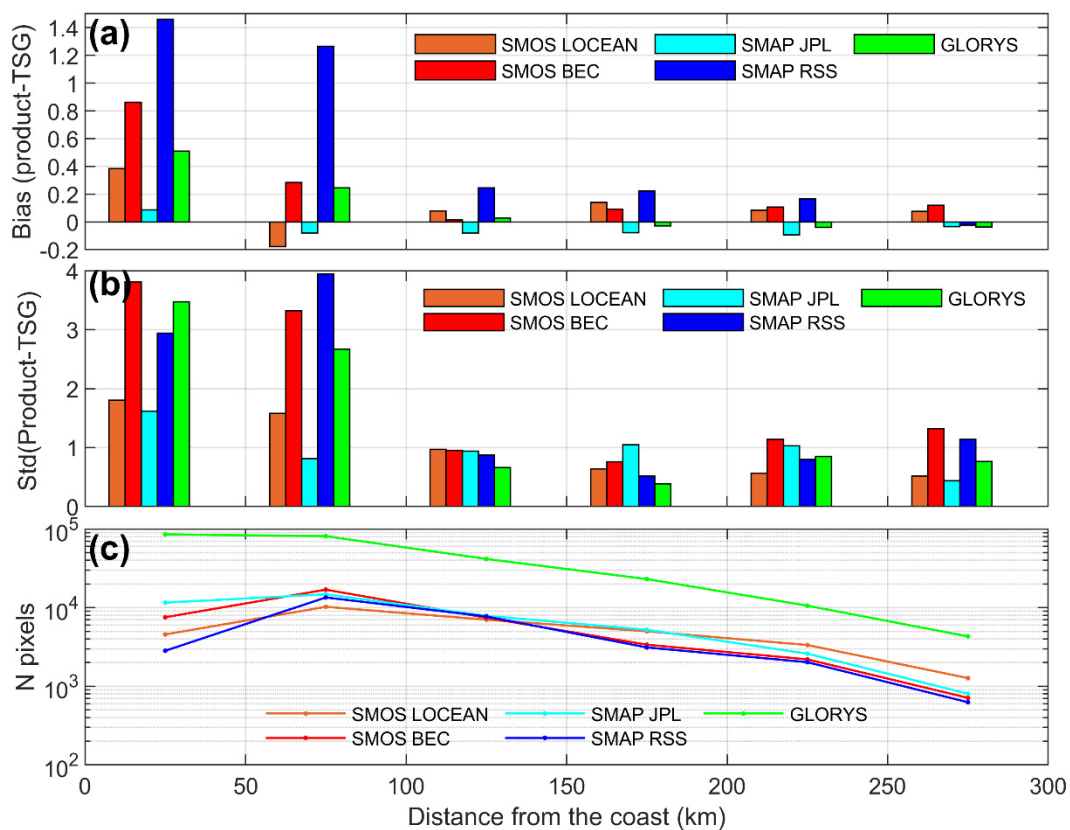 (a)
Bias (product-TSG)
1.4
1.2
1
0.8
0.6
0.4
0.2
0
-0.2
SMOS LOCEAN SMAP JPL GLORYS
SMOS BEC SMAP RSS
(b)
Std(Product-TSG)
4
3
2
1
0
SMOS LOCEAN SMAP JPL GLORYS
SMOS BEC SMAP RSS
(c)
N pixels
10^5
10^4
10^3
10^2
SMOS LOCEAN SMAP JPL GLORYS
SMOS BEC SMAP RSS
0 50 100 150 200 250 300
Distance from the coast (km)